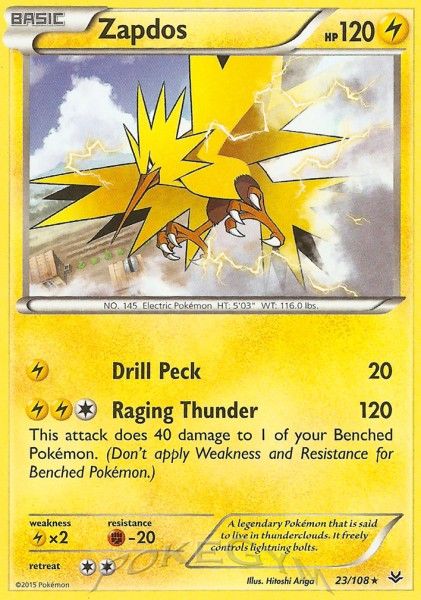 BASIC
Zapdos
HP120
NO. 145 Electric Pokémon HT: 5'03" WT: 116.0 lbs.
Drill Peck 20
Raging Thunder 120
This attack does 40 damage to 1 of your Benched
Pokémon. (Don't apply Weakness and Resistance for
Benched Pokémon.)
weakness
×2
resistance
-20
retreat
A legendary Pokémon that is said
to live in thunderclouds. It freely
controls lightning bolts.
POKEGYM
©2015 Pokémon
Illus. Hitoshi Ariga
23/108 ★